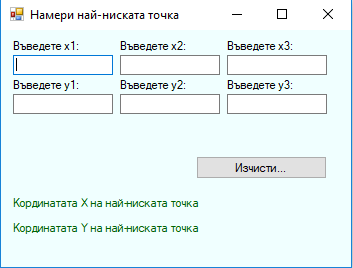 Намери най-ниската точка
Въведете x1: Въведете x2: Въведете x3:
Въведете y1: Въведете y2: Въведете y3:
Изчисти...
Кординатата X на най-ниската точка
Кординатата Y на най-ниската точка